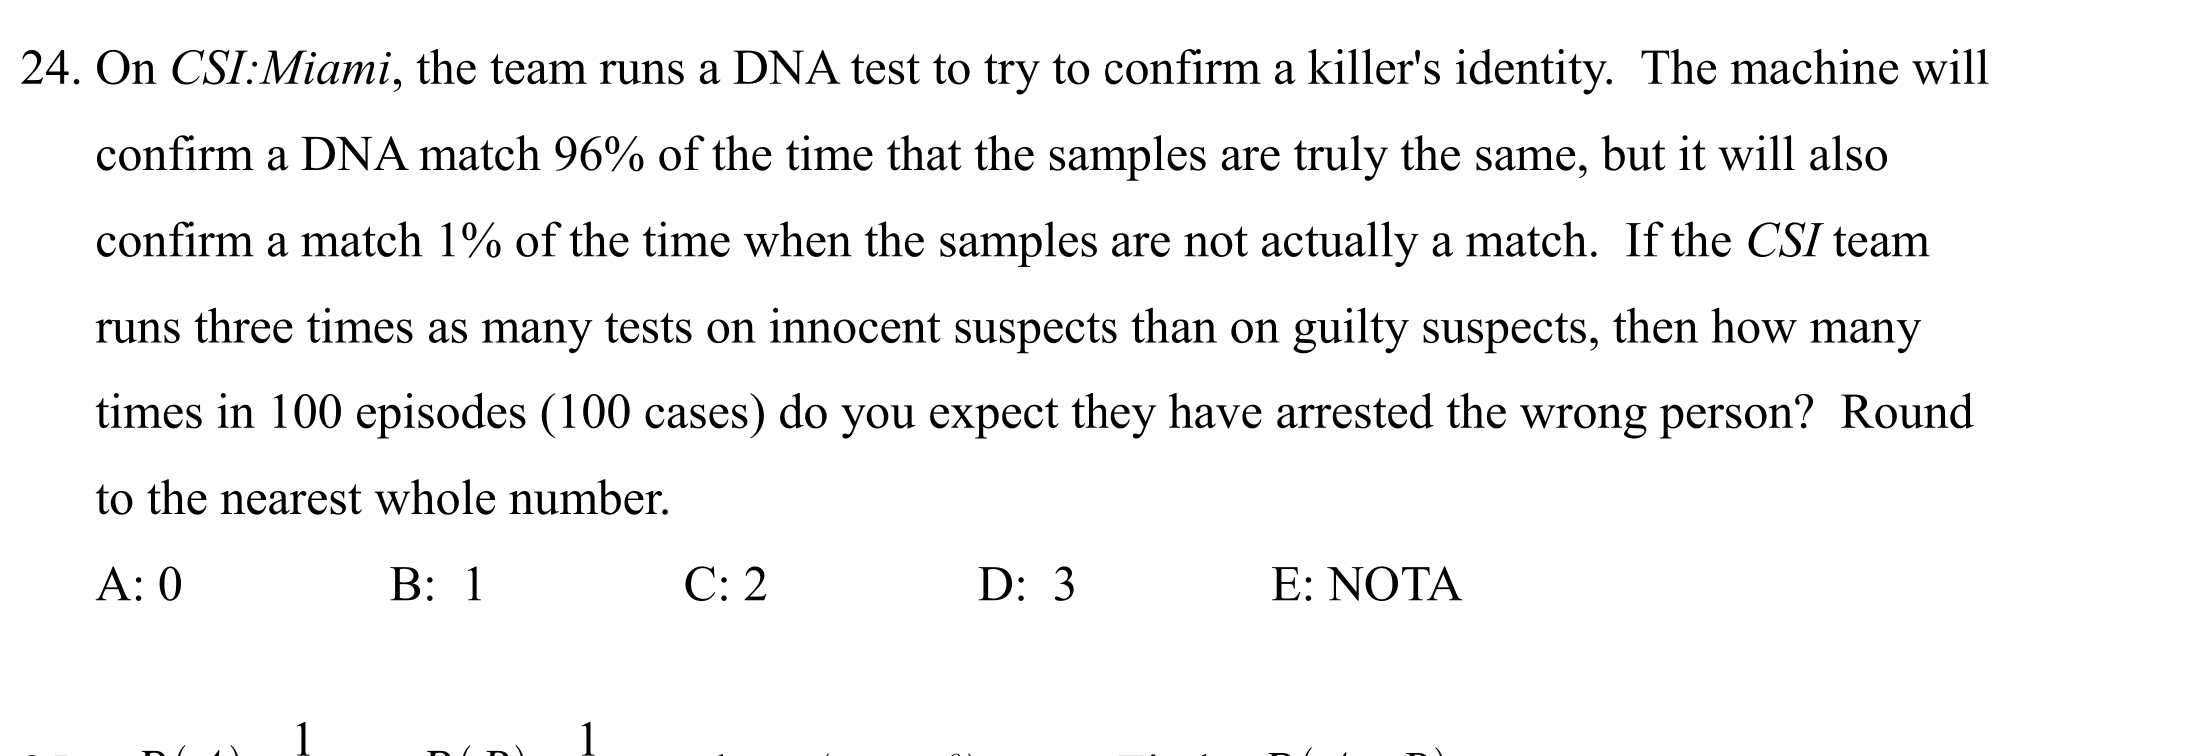 24. On CSI:Miami, the team runs a DNA test to try to confirm a killer's identity. The machine will
confirm a DNA match 96% of the time that the samples are truly the same, but it will also
confirm a match 1% of the time when the samples are not actually a match. If the CSI team
runs three times as many tests on innocent suspects than on guilty suspects, then how many
times in 100 episodes (100 cases) do you expect they have arrested the wrong person? Round
to the nearest whole number.
A: 0 B: 1 C: 2 D: 3 E: NOTA
1 1